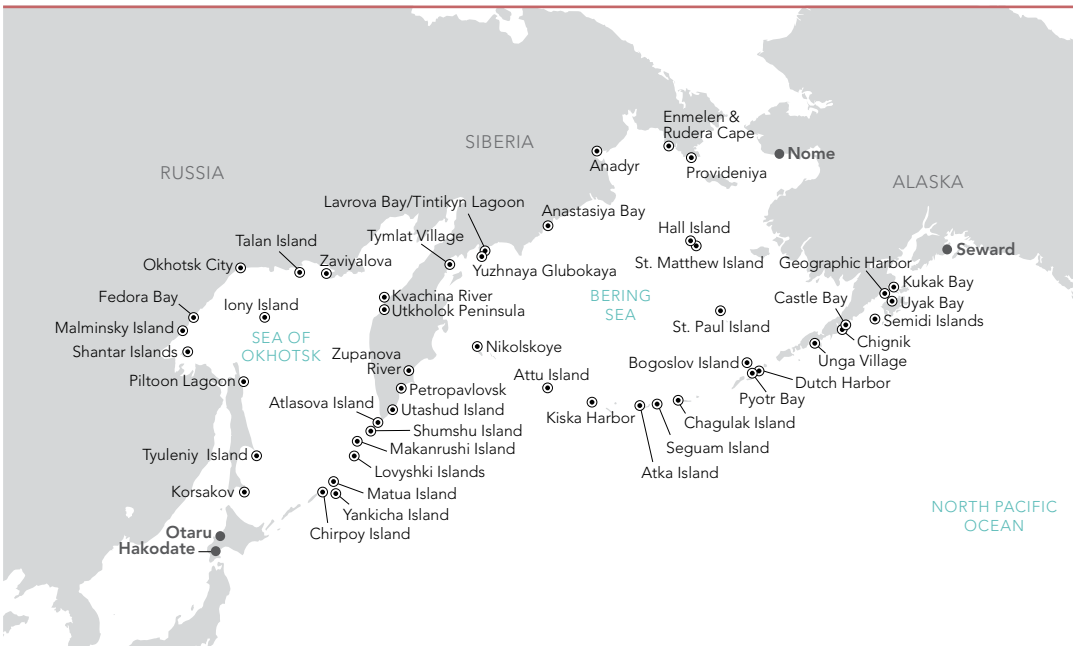 Enmelen &
Rudera Cape
SIBERIA
Nome
Anadyr
RUSSIA
Provideniya
ALASKA
Lavrova Bay/Tintikyn Lagoon
Anastasiya Bay
Tymlat Village
Hall Island
Talan Island
Seward
Zaviyalova
St. Matthew Island
Geographic Harbor
Okhotsk City
Yuzhnaya Glubokaya
Kukak Bay
Fedora Bay
Kvachina River
BERING
SEA
Castle Bay
Uyak Bay
Iony Island
Utkholok Peninsula
Semidi Islands
Malminsky Island
St. Paul Island
SEA OF
OKHOTSK
Chignik
Shantar Islands
Nikolskoye
Zupanova
River
Unga Village
Bogoslov Island
Attu Island
Piltoon Lagoon
Dutch Harbor
Petropavlovsk
Pyotr Bay
Atlasova Island
Utashud Island
Kiska Harbor
Chagulak Island
Shumshu Island
Makanrushi Island
Seguam Island
Tyuleniy Island
Lovyshki Islands
Atka Island
Korsakov
Matua Island
Yankicha Island
NORTH PACIFIC
OCEAN
Chirpoy Island
Otaru
Hakodate